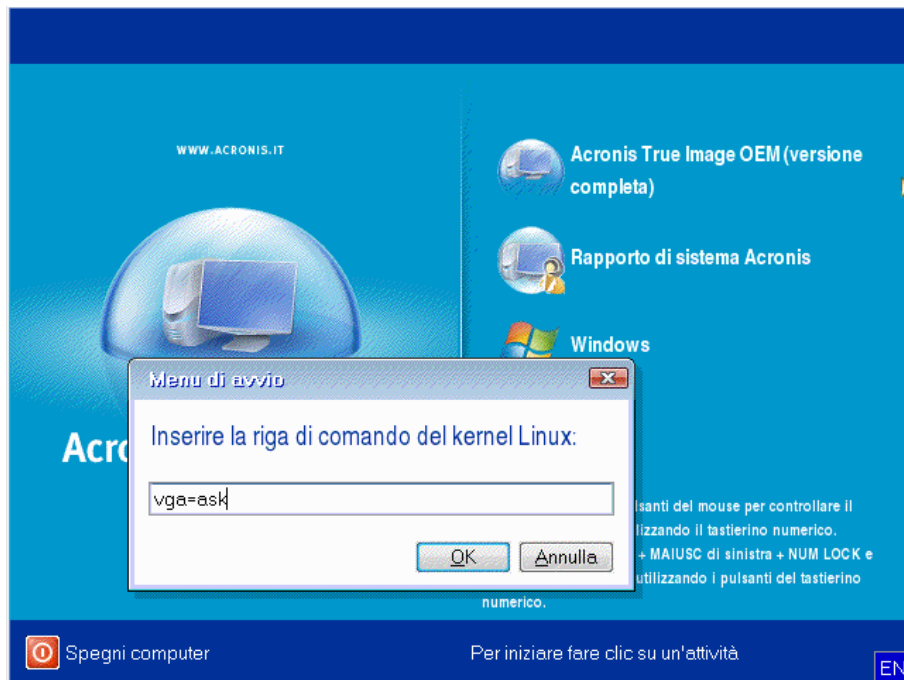 WWW.ACRONIS.IT
Acronis True Image OEM (versione
completa)
Rapporto di sistema Acronis
Windows
Menu di avvio
Inserire la riga di comando del kernel Linux:
vga=ask
OK
Annulla
Acro
santi del mouse per controllare il
lizzando il tastierino numerico.
+ MAIUSC di sinistra + NUM LOCK e
utilizzando i pulsanti del tastierino
numerico.
Spegni computer
Per iniziare fare clic su un'attività
EN